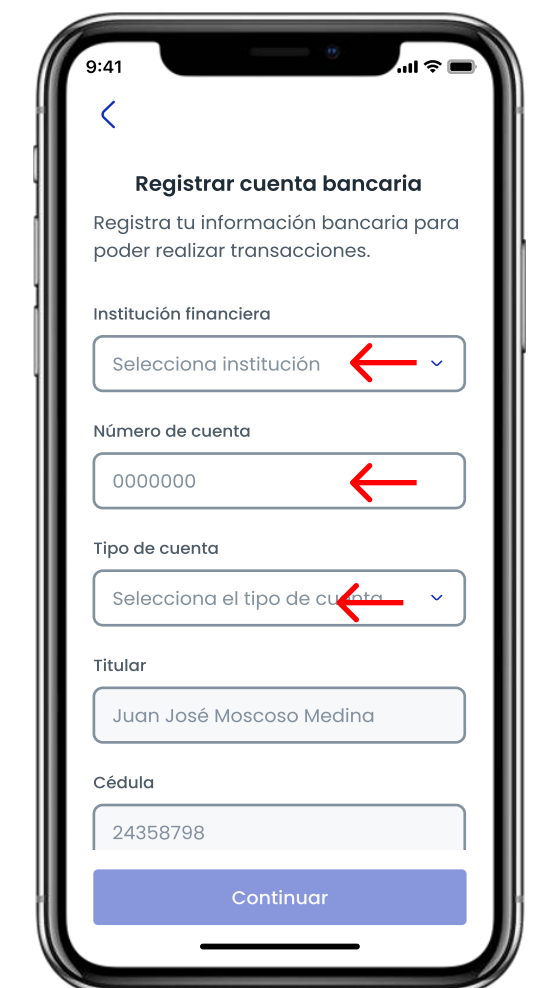 9:41
Registrar cuenta bancaria
Registra tu información bancaria para
poder realizar transacciones.
Institución financiera
Selecciona institución
Número de cuenta
0000000
Tipo de cuenta
Selecciona el tipo de cuenta
Titular
Juan José Moscoso Medina
Cédula
24358798
Continuar